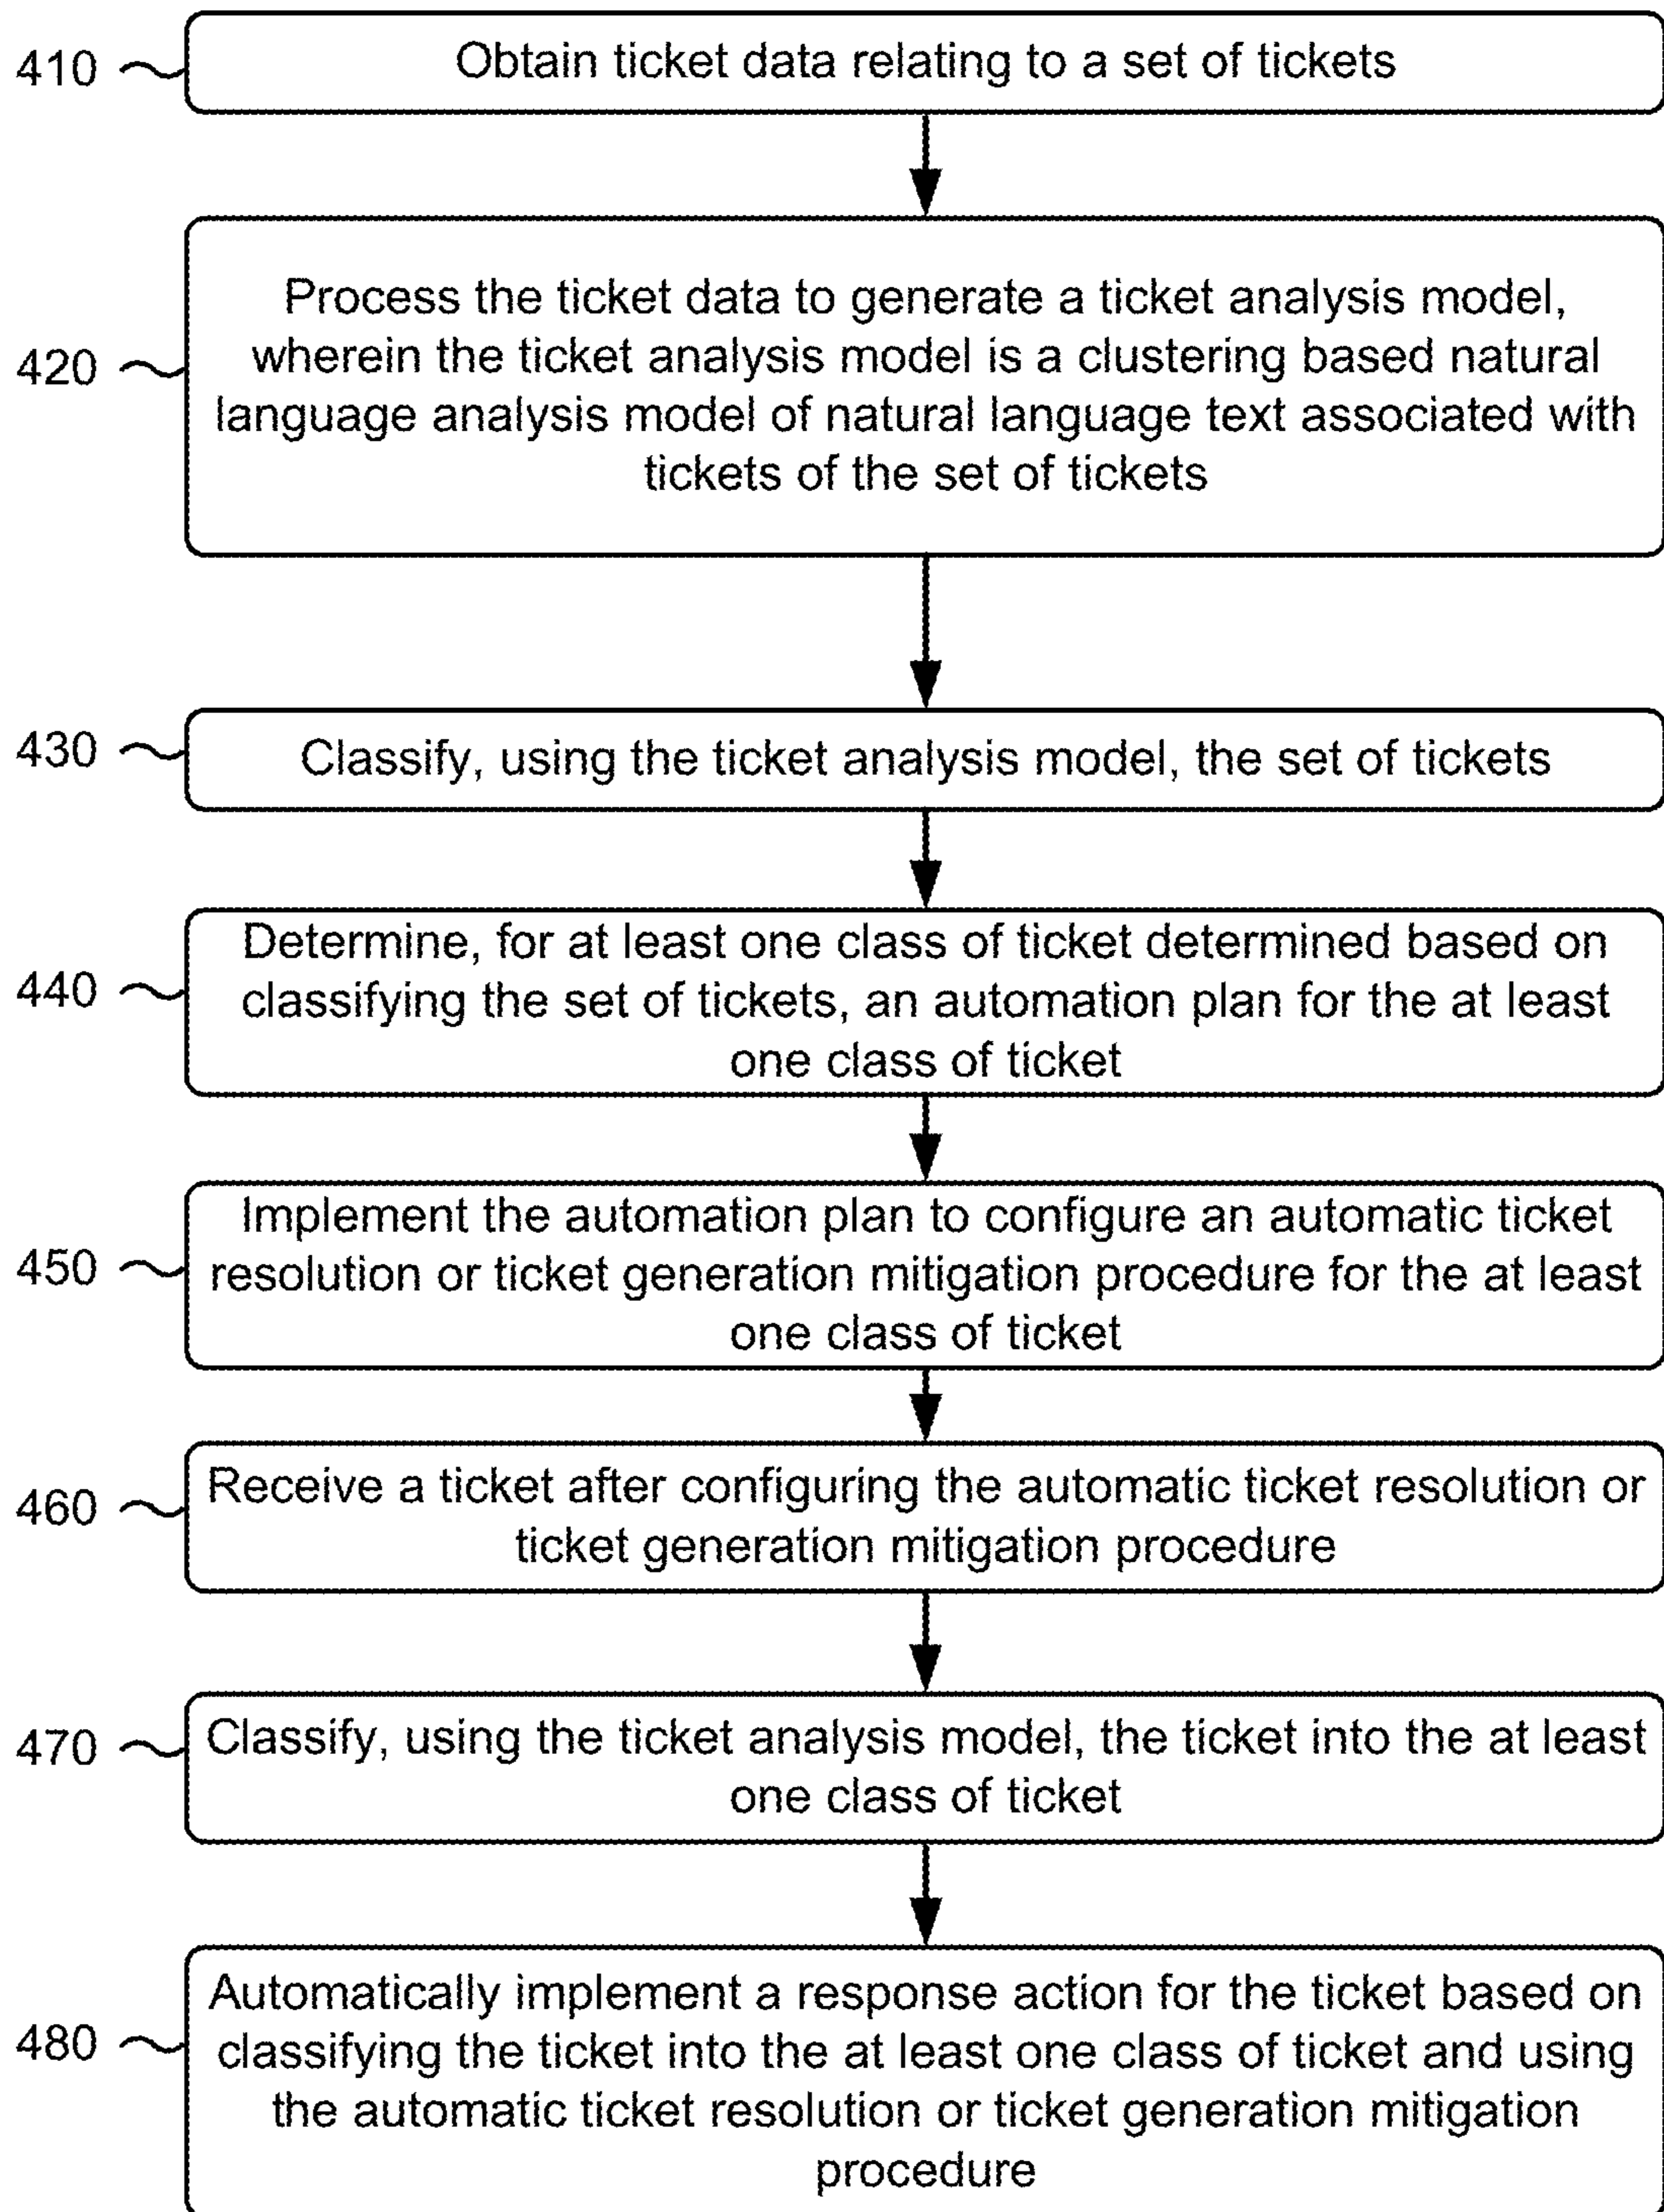 410
Obtain ticket data relating to a set of tickets
420
Process the ticket data to generate a ticket analysis model,
wherein the ticket analysis model is a clustering based natural
language analysis model of natural language text associated with
tickets of the set of tickets
430
Classify, using the ticket analysis model, the set of tickets
440
Determine, for at least one class of ticket determined based on
classifying the set of tickets, an automation plan for the at least
one class of ticket
450
Implement the automation plan to configure an automatic ticket
resolution or ticket generation mitigation procedure for the at least
one class of ticket
460
Receive a ticket after configuring the automatic ticket resolution or
ticket generation mitigation procedure
470
Classify, using the ticket analysis model, the ticket into the at least
one class of ticket
480
Automatically implement a response action for the ticket based on
classifying the ticket into the at least one class of ticket and using
the automatic ticket resolution or ticket generation mitigation
procedure